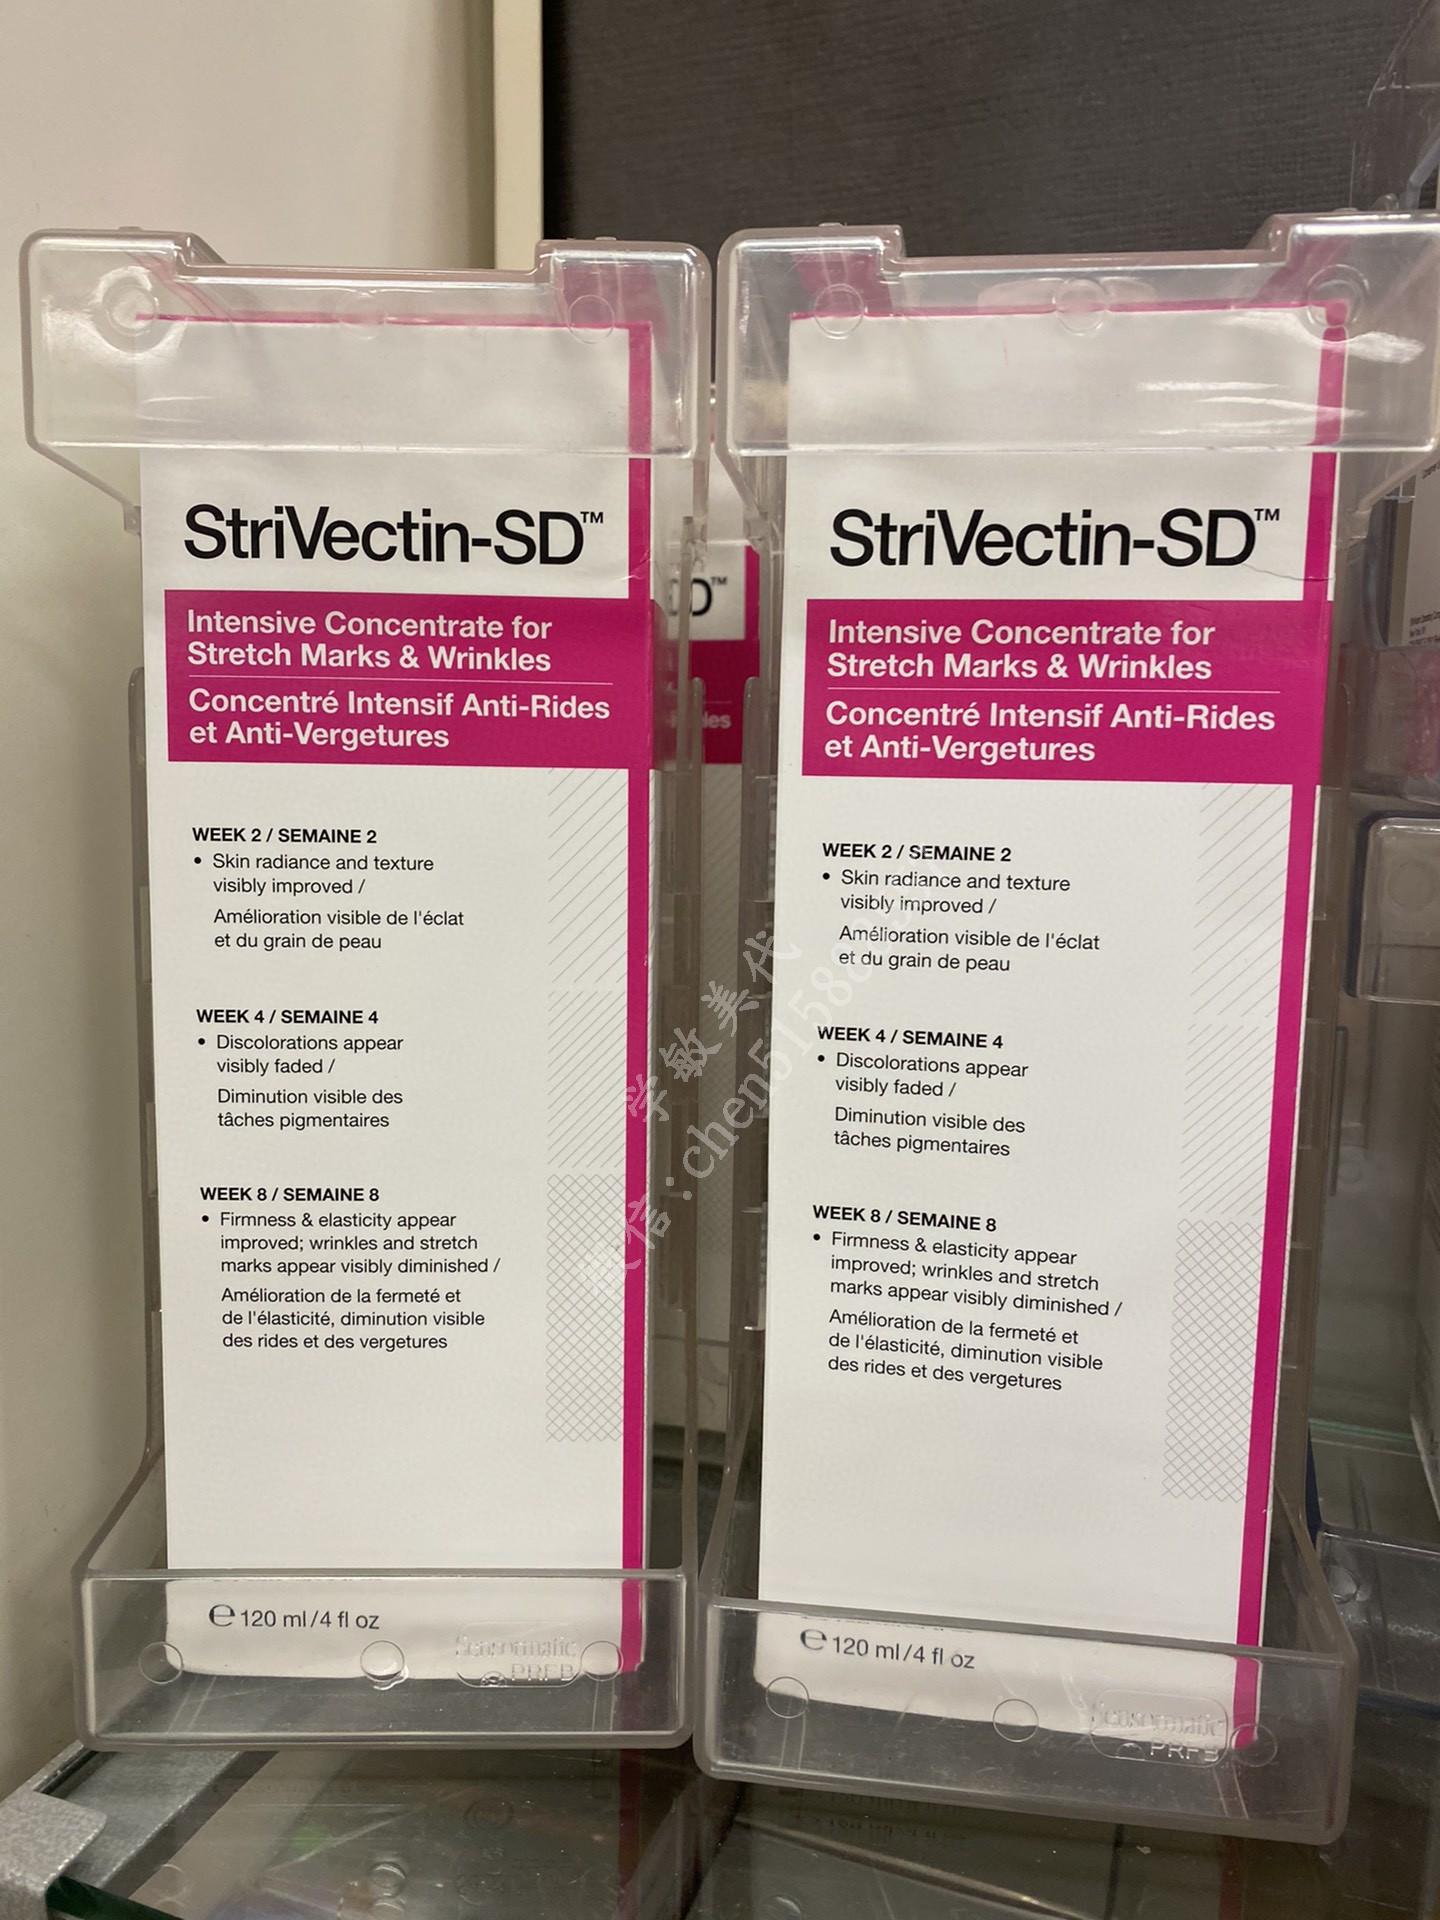 StriVectin-SD™
Intensive Concentrate for
Stretch Marks & Wrinkles
Concentré Intensif Anti-Rides
et Anti-Vergetures
WEEK 2 / SEMAINE 2
• Skin radiance and texture
visibly improved /
Amélioration visible de l'éclat
et du grain de peau
WEEK 4 / SEMAINE 4
• Discolorations appear
visibly faded /
Diminution visible des
tâches pigmentaires
WEEK 8 / SEMAINE 8
• Firmness & elasticity appear
improved; wrinkles and stretch
marks appear visibly diminished /
Amélioration de la fermeté et
de l'élasticité, diminution visible
des rides et des vergetures
℮ 120 ml/4 fl oz
Sensormatic
StriVectin-SD™
Intensive Concentrate for
Stretch Marks & Wrinkles
Concentré Intensif Anti-Rides
et Anti-Vergetures
WEEK 2 / SEMAINE 2
• Skin radiance and texture
visibly improved /
Amélioration visible de l'éclat
et du grain de peau
WEEK 4 / SEMAINE 4
• Discolorations appear
visibly faded /
Diminution visible des
tâches pigmentaires
WEEK 8 / SEMAINE 8
• Firmness & elasticity appear
improved; wrinkles and stretch
marks appear visibly diminished /
Amélioration de la fermeté et
de l'élasticité, diminution visible
des rides et des vergetures
℮ 120 ml/4 fl oz
Sensormatic
敏美代